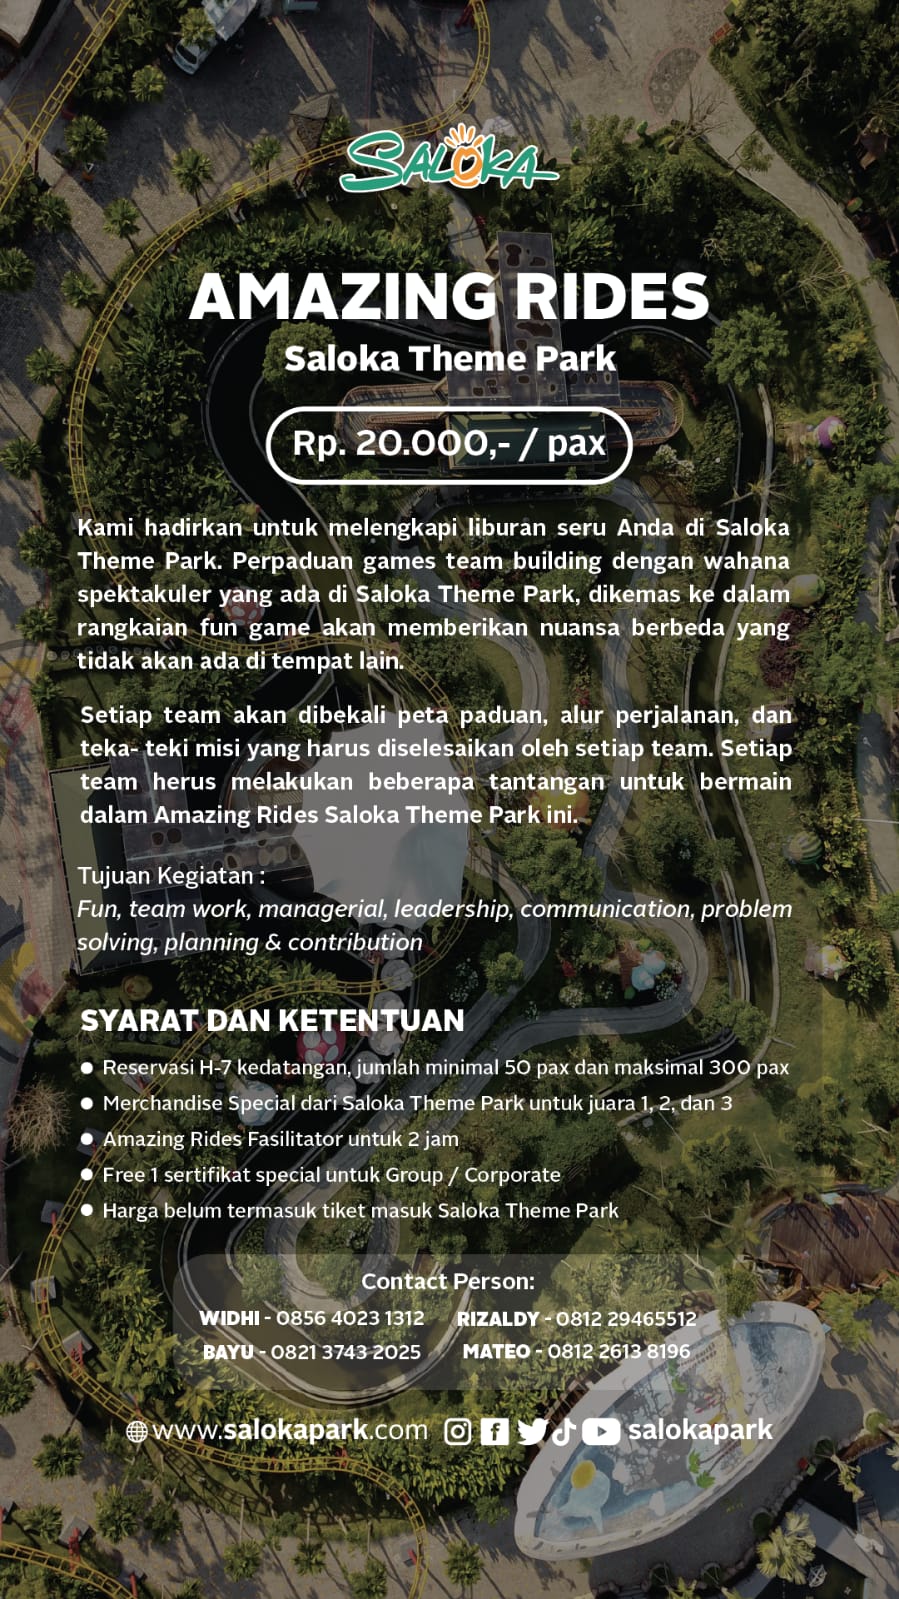 SALOKA
AMAZING RIDES
Saloka Theme Park
Rp. 20.000,- / pax
Kami hadirkan untuk melengkapi liburan seru Anda di Saloka
Theme Park. Perpaduan games team building dengan wahana
spektakuler yang ada di Saloka Theme Park, dikemas ke dalam
rangkaian fun game akan memberikan nuansa berbeda yang
tidak akan ada di tempat lain.
Setiap team akan dibekali peta paduan, alur perjalanan, dan
teka- teki misi yang harus diselesaikan oleh setiap team. Setiap
team herus melakukan beberapa tantangan untuk bermain
dalam Amazing Rides Saloka Theme Park ini.
Tujuan Kegiatan :
Fun, team work, managerial, leadership, communication, problem
solving, planning & contribution
SYARAT DAN KETENTUAN
● Reservasi H-7 kedatangan, jumlah minimal 50 pax dan maksimal 300 pax
● Merchandise Special dari Saloka Theme Park untuk juara 1, 2, dan 3
● Amazing Rides Fasilitator untuk 2 jam
● Free 1 sertifikat special untuk Group / Corporate
● Harga belum termasuk tiket masuk Saloka Theme Park
Contact Person:
WIDHI - 0856 4023 1312 RIZALDY - 0812 29465512
BAYU - 0821 3743 2025 MATEO - 0812 2613 8196
www.salokapark.com salokapark